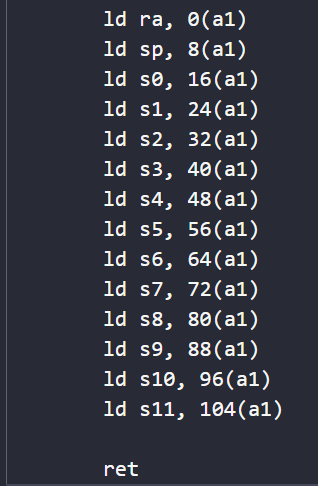 ld ra, 0(a1)
ld sp, 8(a1)
ld s0, 16(a1)
ld s1, 24(a1)
ld s2, 32(a1)
ld s3, 40(a1)
ld s4, 48(a1)
ld s5, 56(a1)
ld s6, 64(a1)
ld s7, 72(a1)
ld s8, 80(a1)
ld s9, 88(a1)
ld s10, 96(a1)
ld s11, 104(a1)
ret